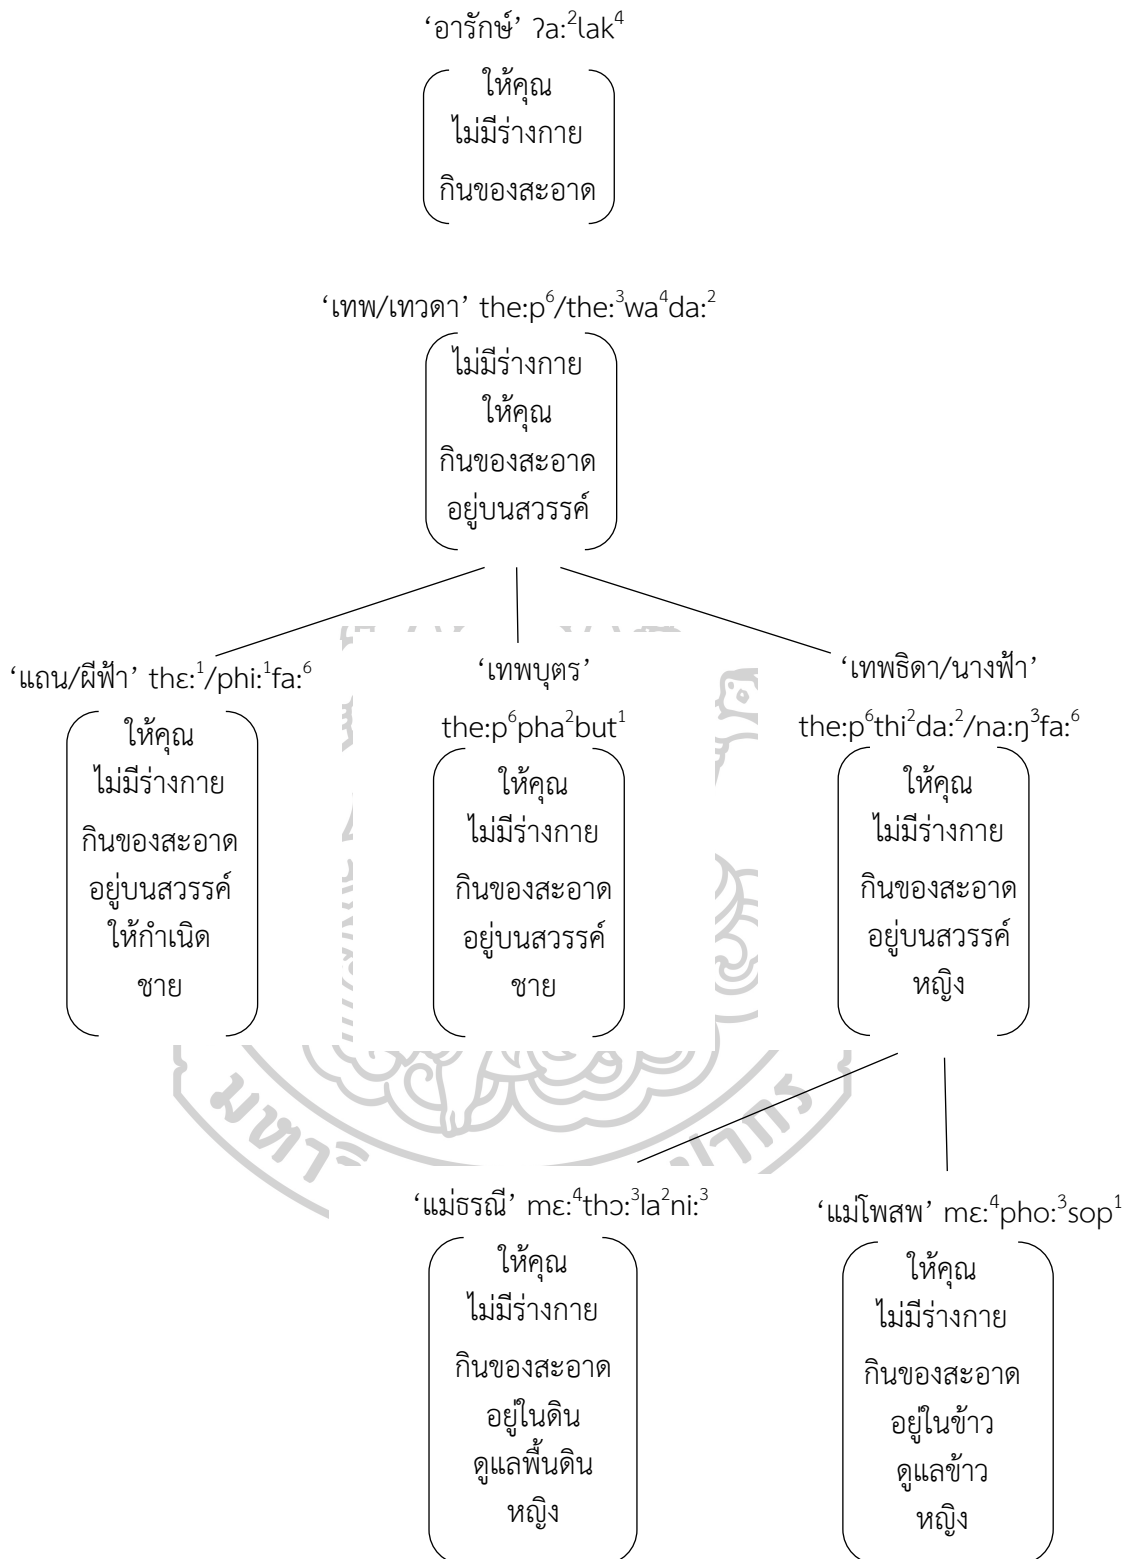 ‘อารักษ์’ ʔa:²lak⁴
ให้คุณ
ไม่มีร่างกาย
กินของสะอาด
‘เทพ/เทวดา’ the:p⁶/the:³wa⁴da:²
ไม่มีร่างกาย
ให้คุณ
กินของสะอาด
อยู่บนสวรรค์
‘แถน/ผีฟ้า’ thɛ:¹/phi:¹fa:⁶
ให้คุณ
ไม่มีร่างกาย
กินของสะอาด
อยู่บนสวรรค์
ให้กำเนิด
ชาย
‘เทพบุตร’
the:p⁶pha²but¹
ให้คุณ
ไม่มีร่างกาย
กินของสะอาด
อยู่บนสวรรค์
ชาย
‘เทพธิดา/นางฟ้า’
the:p⁶thi²da:²/na:ŋ³fa:⁶
ให้คุณ
ไม่มีร่างกาย
กินของสะอาด
อยู่บนสวรรค์
หญิง
‘แม่ธรณี’ mɛ:⁴thɔ:³la²ni:³
ให้คุณ
ไม่มีร่างกาย
กินของสะอาด
อยู่ในดิน
ดูแลพื้นดิน
หญิง
‘แม่โพสพ’ mɛ:⁴pho:³sop¹
ให้คุณ
ไม่มีร่างกาย
กินของสะอาด
อยู่ในข้าว
ดูแลข้าว
หญิง